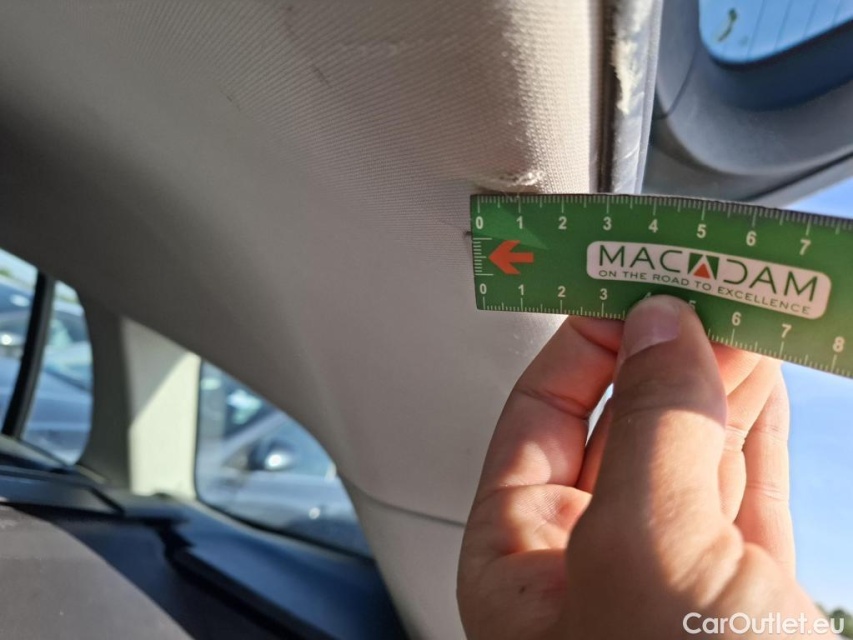 0 1 2 3 4 5 6 7
MACADAM
ON THE ROAD TO EXCELLENCE
0 1 2 3 5 6 7 8
CarOutlet.eu